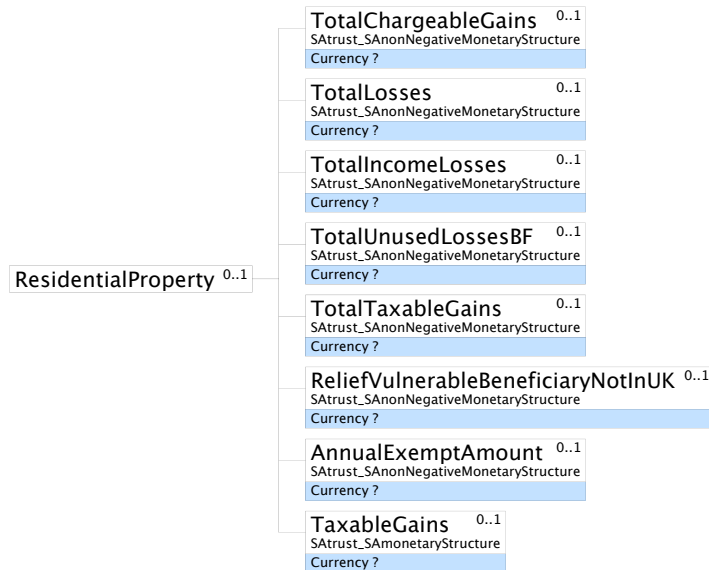 TotalChargeableGains 0..1
SAtrust_SAnonNegativeMonetaryStructure
Currency ?
TotalLosses 0..1
SAtrust_SAnonNegativeMonetaryStructure
Currency ?
TotalIncomeLosses 0..1
SAtrust_SAnonNegativeMonetaryStructure
Currency ?
TotalUnusedLossesBF 0..1
SAtrust_SAnonNegativeMonetaryStructure
Currency ?
ResidentialProperty 0..1
TotalTaxableGains 0..1
SAtrust_SAnonNegativeMonetaryStructure
Currency ?
ReliefVulnerableBeneficiaryNotInUK 0..1
SAtrust_SAnonNegativeMonetaryStructure
Currency ?
AnnualExemptAmount 0..1
SAtrust_SAnonNegativeMonetaryStructure
Currency ?
TaxableGains 0..1
SAtrust_SAmonetaryStructure
Currency ?